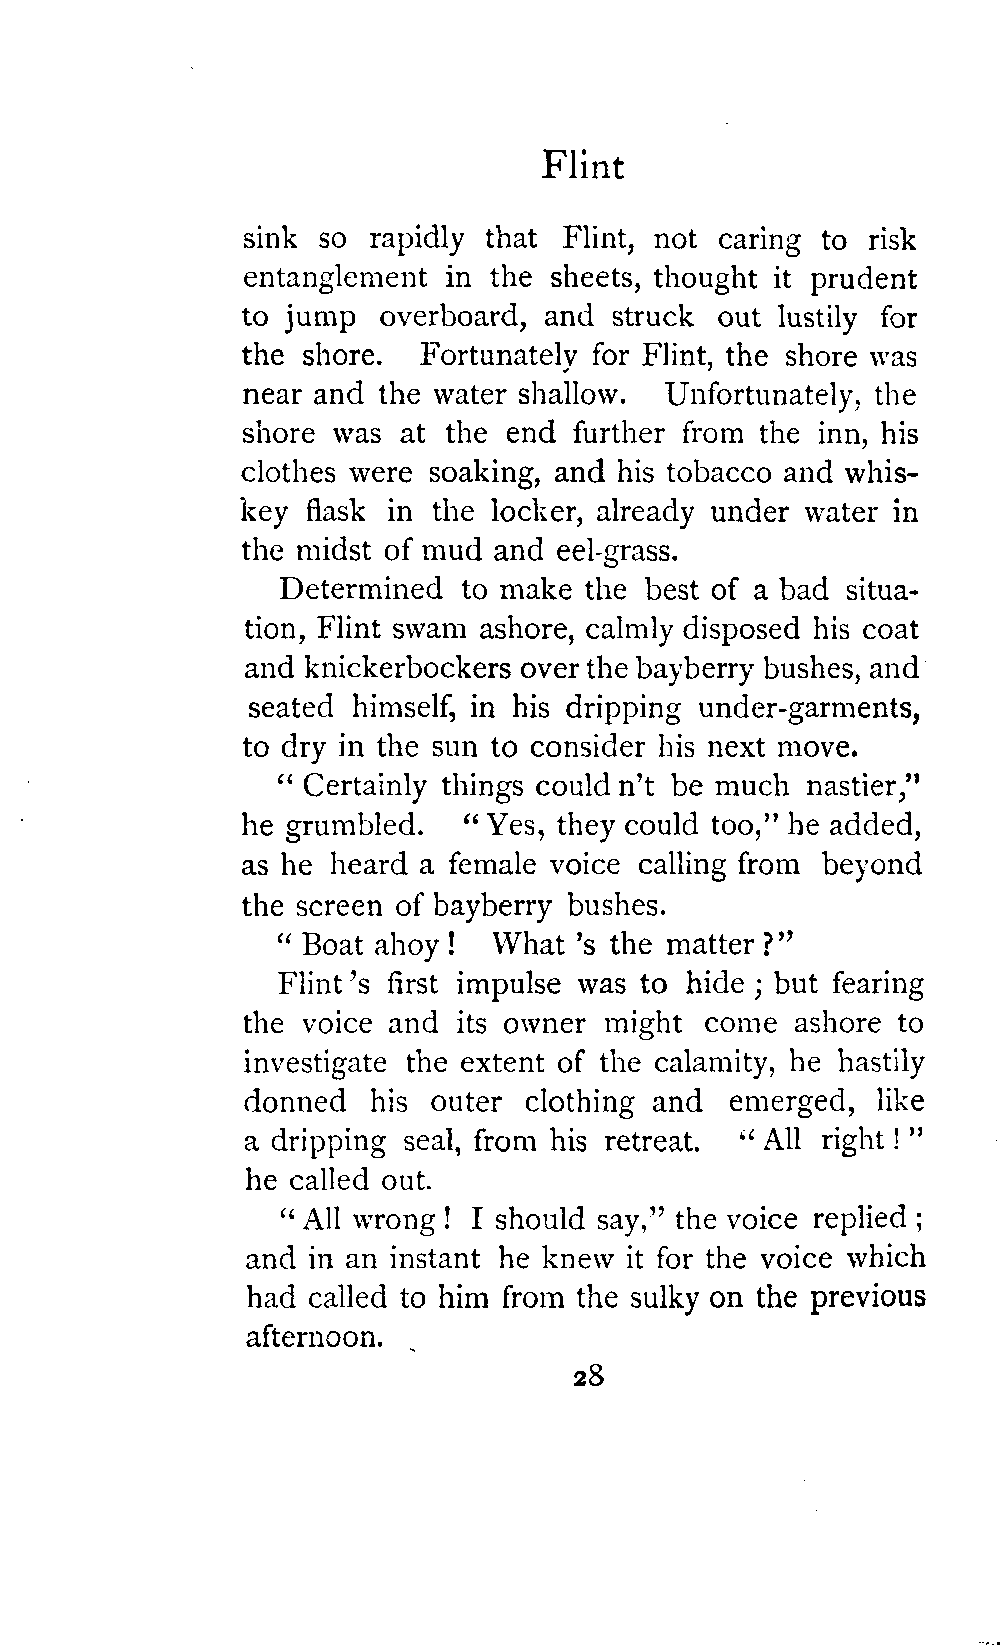 Flint
sink so rapidly that Flint, not caring to risk
entanglement in the sheets, thought it prudent
to jump overboard, and struck out lustily for
the shore. Fortunately for Flint, the shore was
near and the water shallow. Unfortunately, the
shore was at the end further from the inn, his
clothes were soaking, and his tobacco and whis-
key flask in the locker, already under water in
the midst of mud and eel-grass.
Determined to make the best of a bad situa-
tion, Flint swam ashore, calmly disposed his coat
and knickerbockers over the bayberry bushes, and
seated himself, in his dripping under-garments,
to dry in the sun to consider his next move.
“ Certainly things could n't be much nastier,”
he grumbled. “ Yes, they could too,” he added,
as he heard a female voice calling from beyond
the screen of bayberry bushes.
“ Boat ahoy ! What 's the matter ?”
Flint 's first impulse was to hide ; but fearing
the voice and its owner might come ashore to
investigate the extent of the calamity, he hastily
donned his outer clothing and emerged, like
a dripping seal, from his retreat. “ All right ! ”
he called out.
“ All wrong ! I should say,” the voice replied ;
and in an instant he knew it for the voice which
had called to him from the sulky on the previous
afternoon.
28